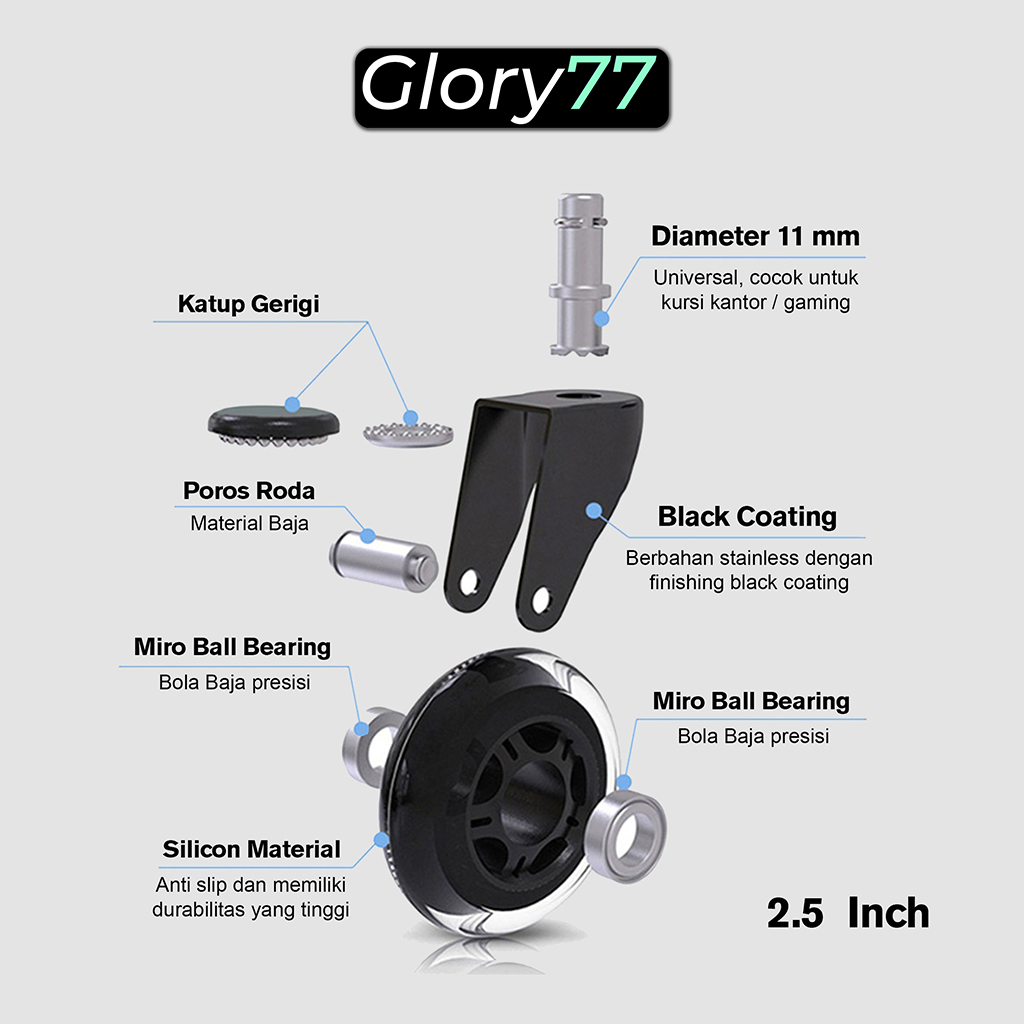 Glory77
Diameter 11 mm
Universal, cocok untuk
kursi kantor / gaming
Katup Gerigi
Poros Roda
Material Baja
Black Coating
Berbahan stainless dengan
finishing black coating
Miro Ball Bearing
Bola Baja presisi
Miro Ball Bearing
Bola Baja presisi
Silicon Material
Anti slip dan memiliki
durabilitas yang tinggi
2.5 Inch